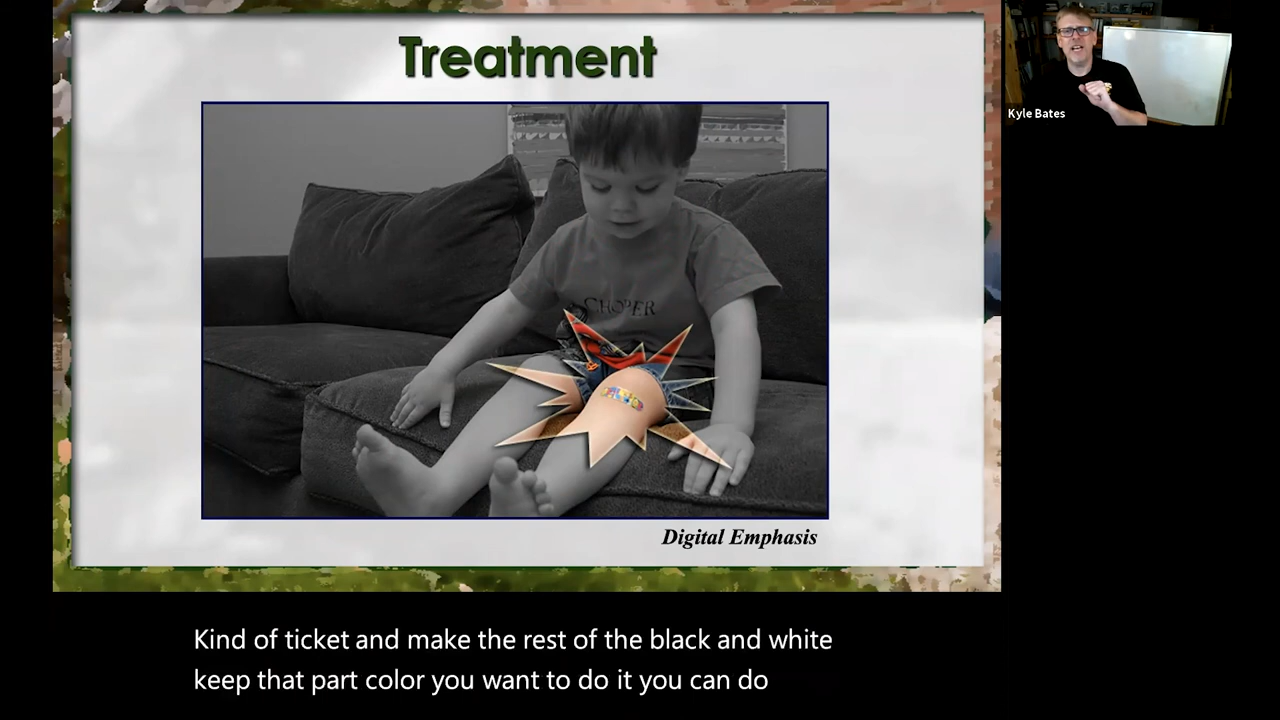 Treatment
Kyle Bates
CHOPER
Digital Emphasis
Kind of ticket and make the rest of the black and white
keep that part color you want to do it you can do